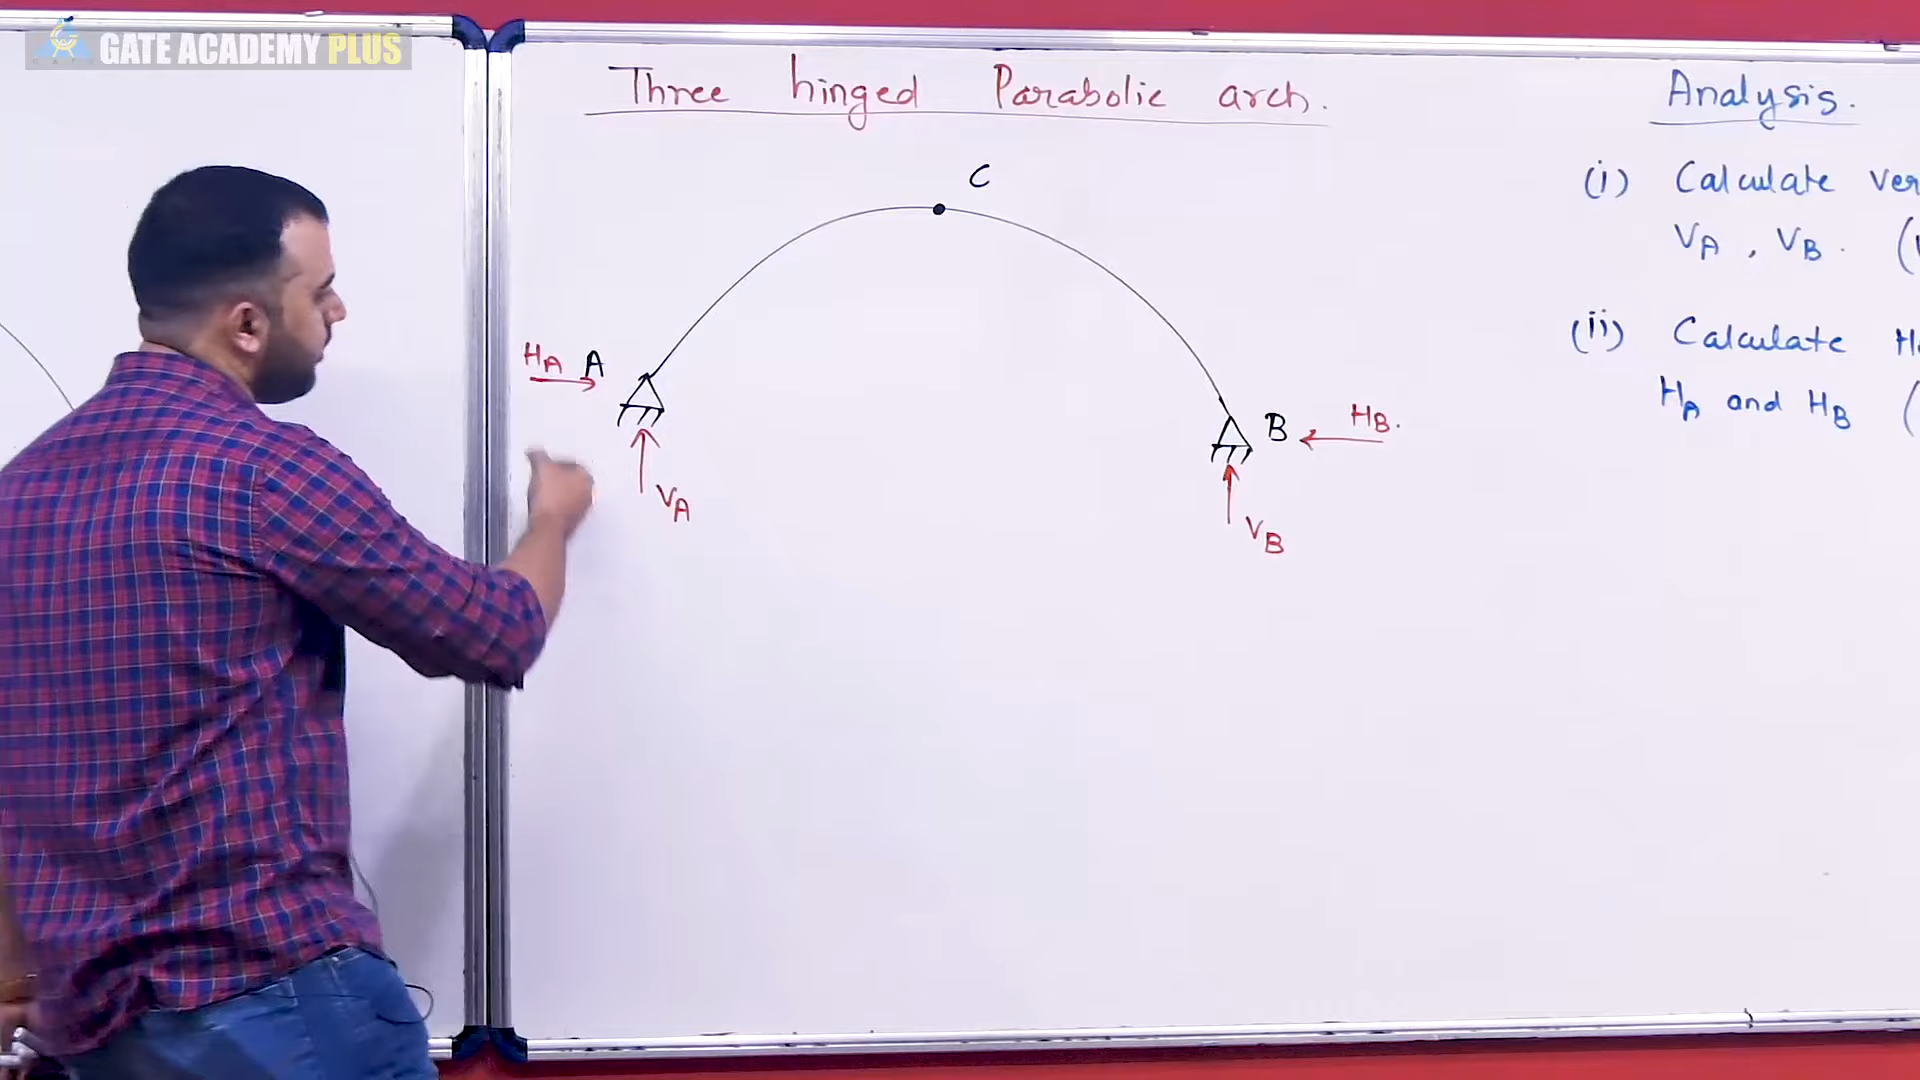 GATE ACADEMY PLUS
Three hinged Parabolic arch.
C
HA A
VA
B HB.
VB
Analysis.
(i) Calculate
VA , VB.
(ii) Calculate
HA and HB